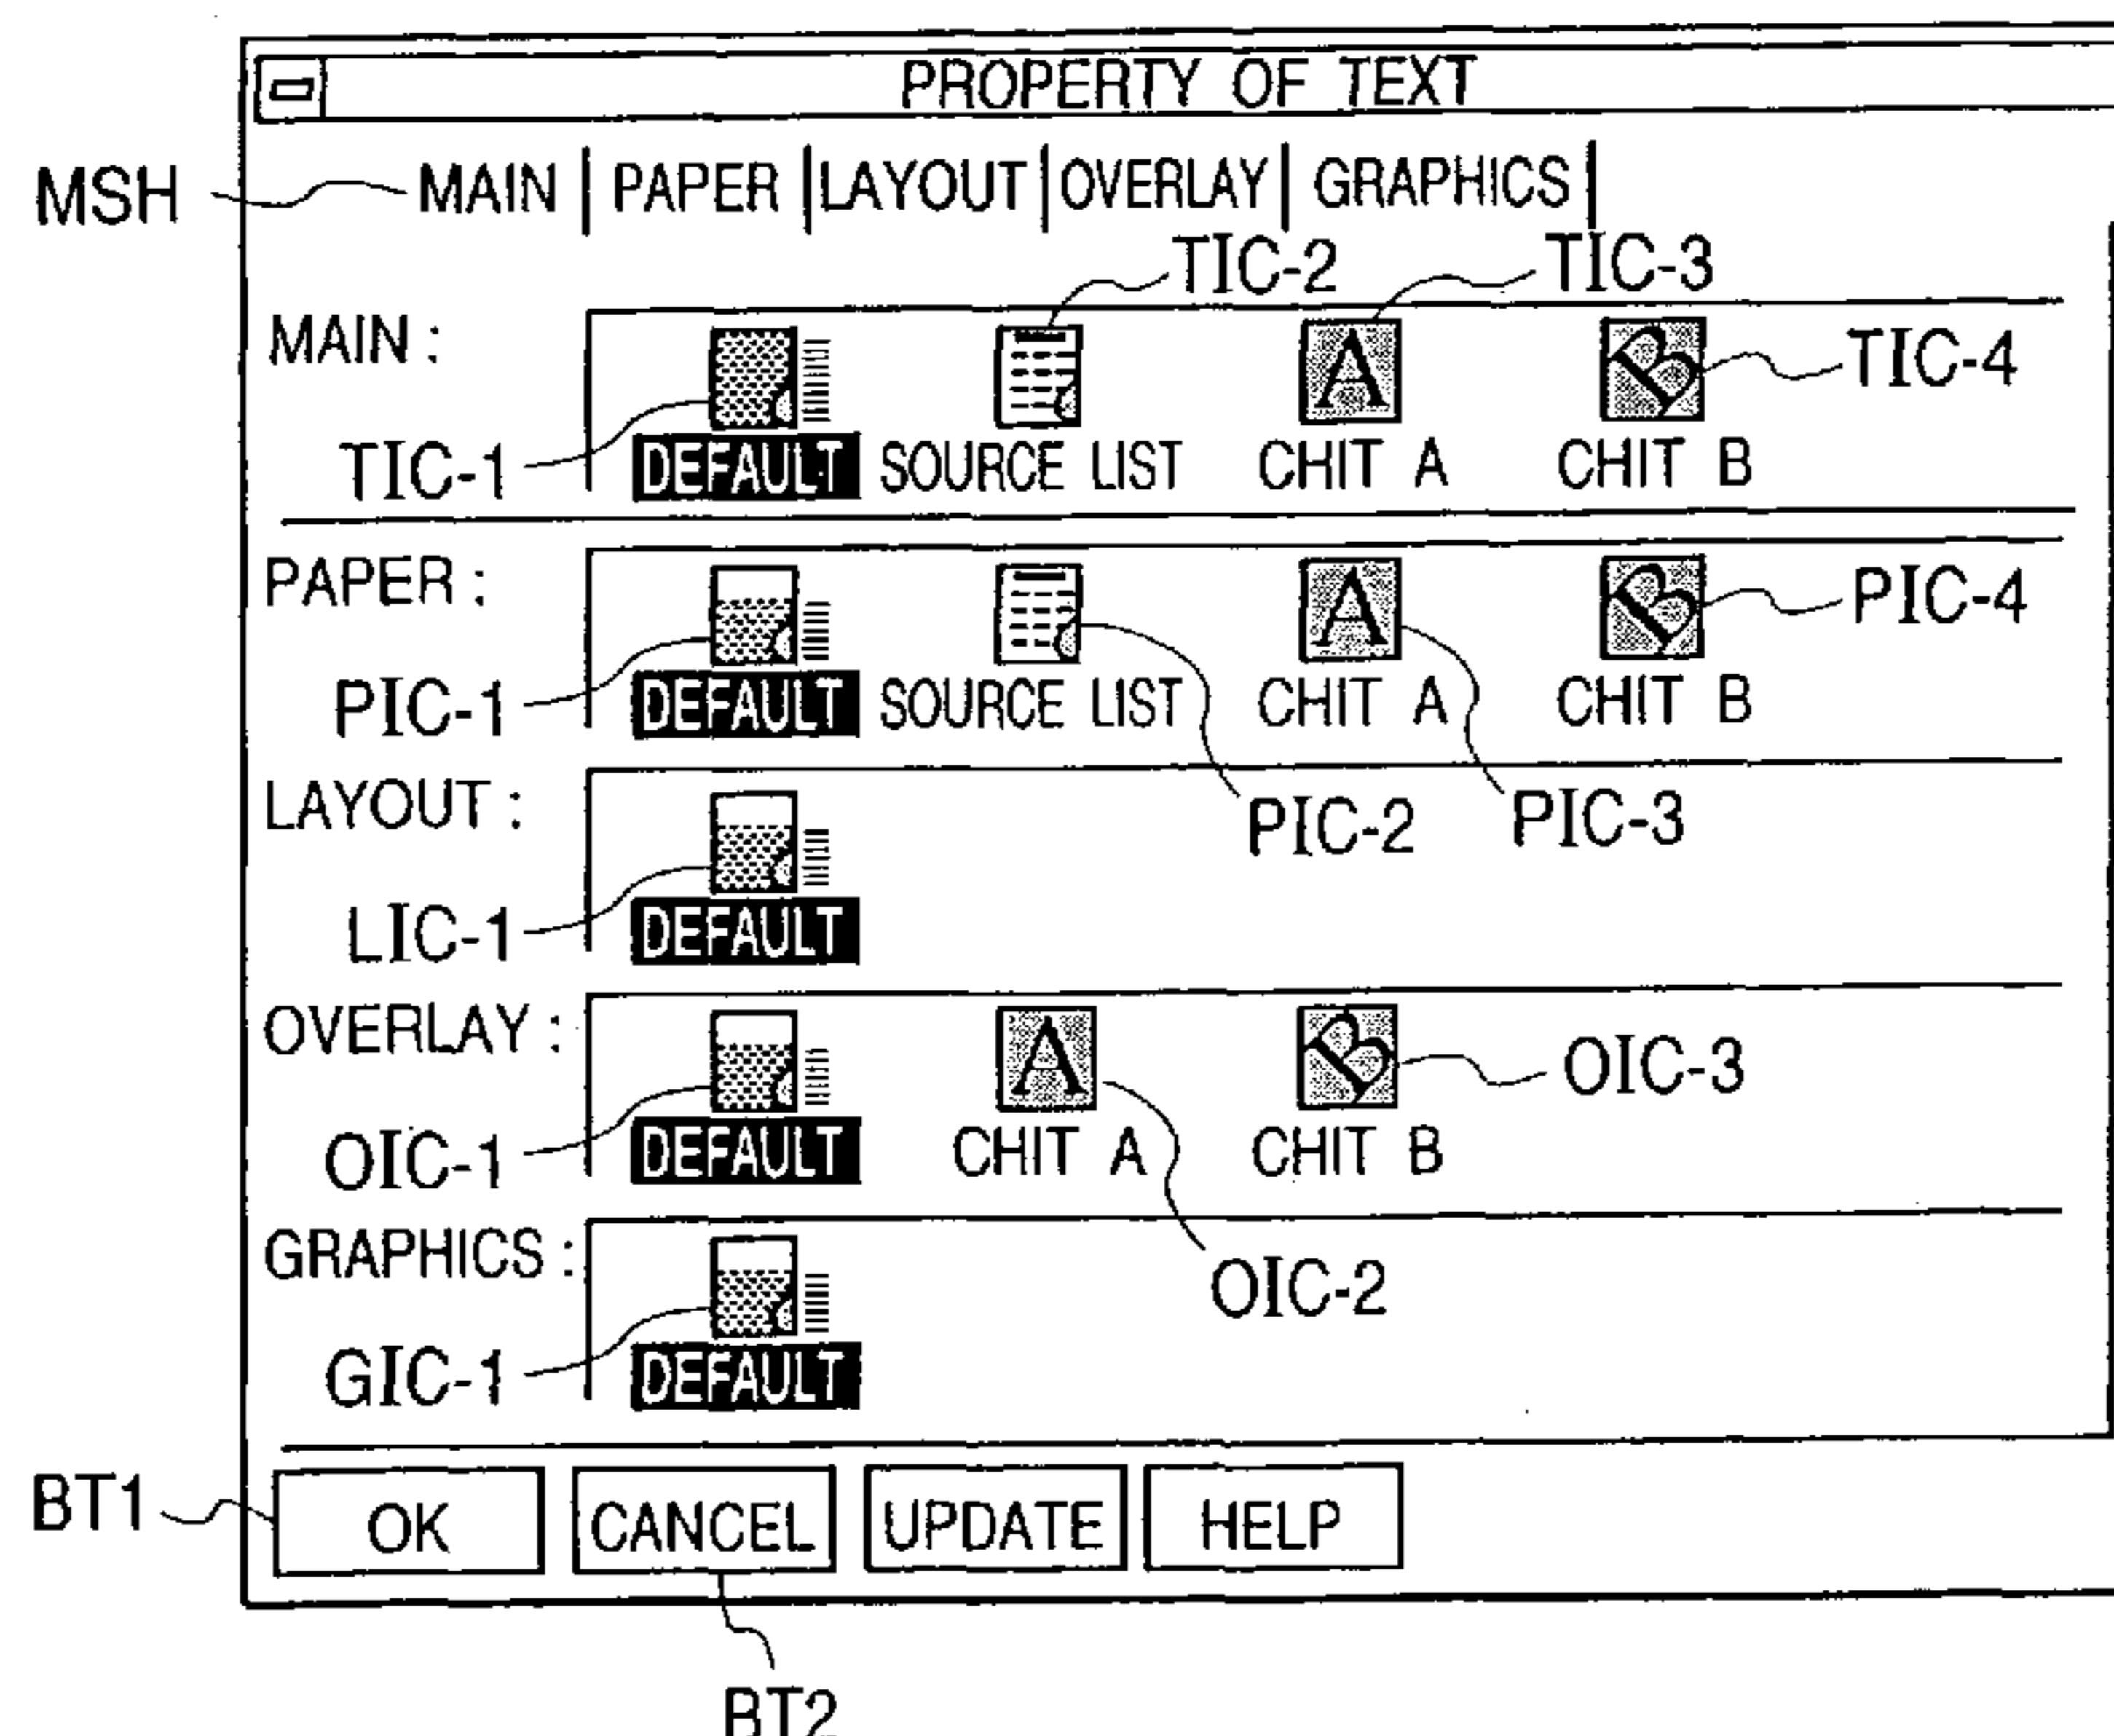 PROPERTY OF TEXT
MSH MAIN PAPER LAYOUT OVERLAY GRAPHICS
TIC-2 TIC-3
MAIN : A B TIC-4
TIC-1 DEFAULT SOURCE LIST CHIT A CHIT B
PAPER : A B PIC-4
PIC-1 DEFAULT SOURCE LIST CHIT A CHIT B
LAYOUT : PIC-2 PIC-3
LIC-1 DEFAULT
OVERLAY : A B OIC-3
OIC-1 DEFAULT CHIT A CHIT B
GRAPHICS : OIC-2
GIC-1 DEFAULT
BT1 OK CANCEL UPDATE HELP
BT2